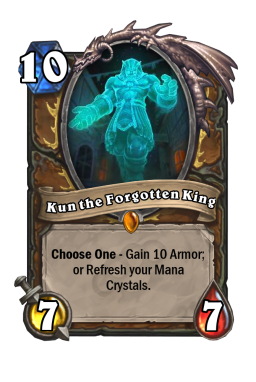 10
Kun the Forgotten King
Choose One - Gain 10 Armor;
or Refresh your Mana
Crystals.
7
7